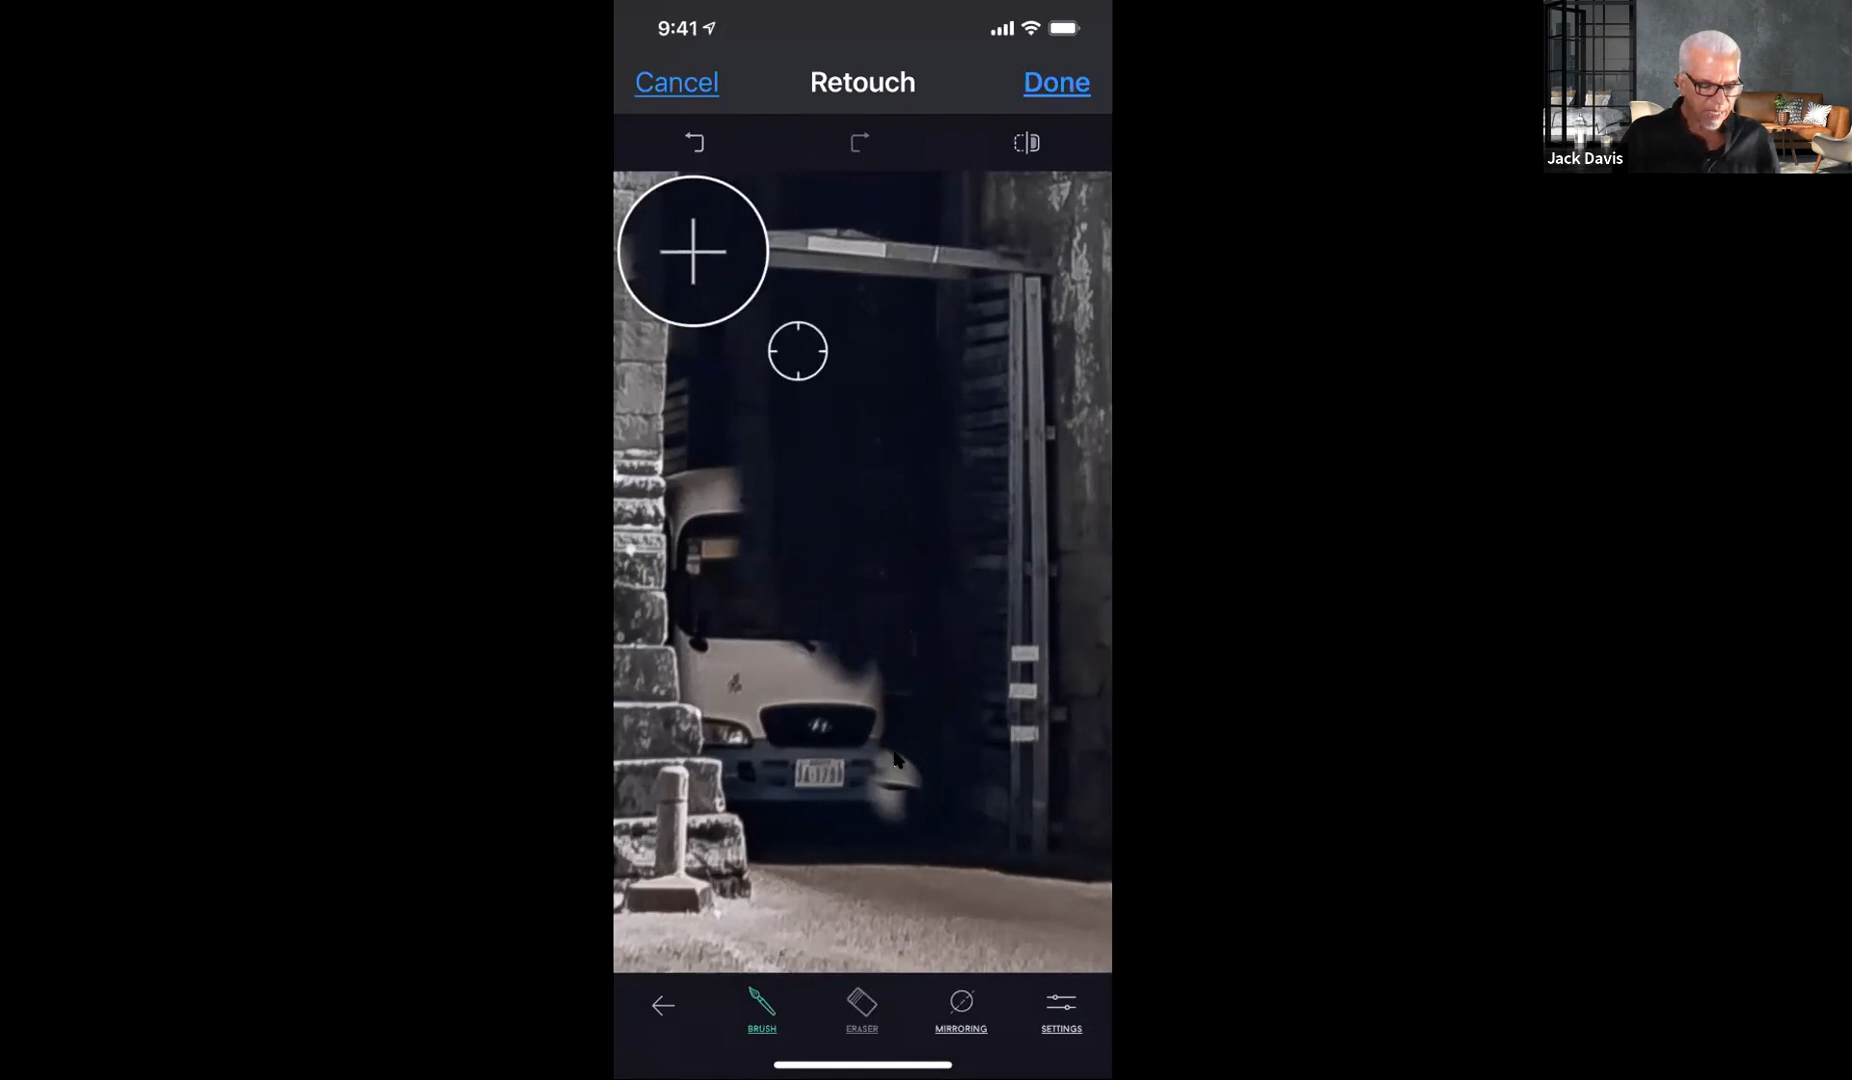 9:41
Cancel
Retouch
Done
Jack Davis
BRUSH
ERASER
MIRRORING
SETTINGS